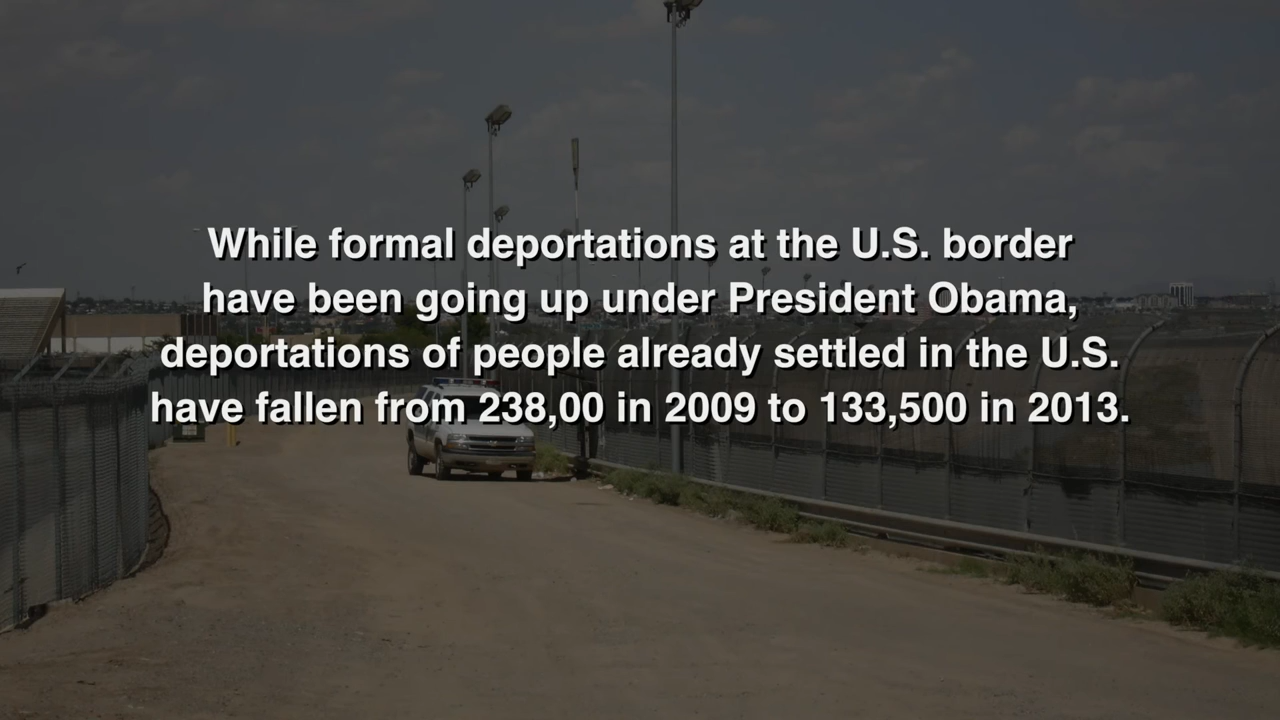 While formal deportations at the U.S. border
have been going up under President Obama,
deportations of people already settled in the U.S.
have fallen from 238,00 in 2009 to 133,500 in 2013.